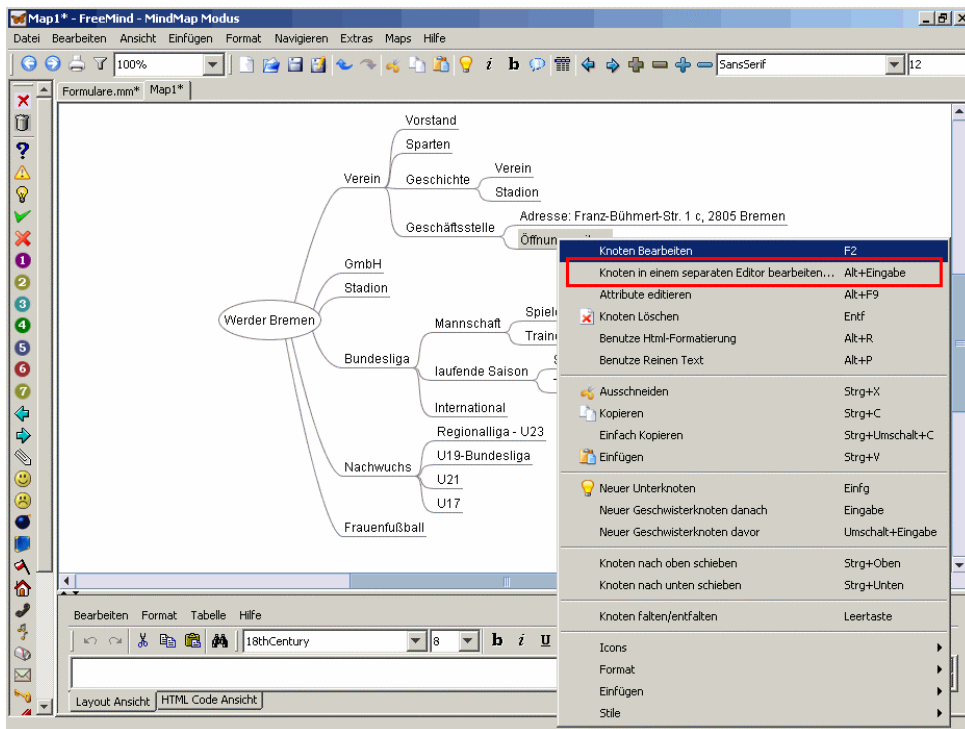 Map1* - FreeMind - MindMap Modus
Datei Bearbeiten Ansicht Einfügen Format Navigieren Extras Maps Hilfe
100%
SansSerif
12
Formulare.mm* Map1*
Vorstand
Sparten
Verein
Geschichte
Verein
Stadion
Geschäftsstelle
Adresse: Franz-Bühmert-Str. 1 c, 2805 Bremen
GmbH
Stadion
Werder Bremen
Mannschaft
Bundesliga
laufende Saison
International
Regionalliga - U23
U19-Bundesliga
Nachwuchs
U21
U17
Frauenfußball
Knoten Bearbeiten F2
Knoten in einem separaten Editor bearbeiten... Alt+Eingabe
Attribute editieren Alt+F9
Knoten Löschen Entf
Benutze Html-Formatierung Alt+R
Benutze Reinen Text Alt+P
Ausschneiden Strg+X
Kopieren Strg+C
Einfach Kopieren Strg+Umschalt+C
Einfügen Strg+V
Neuer Unterknoten Einfg
Neuer Geschwisterknoten danach Eingabe
Neuer Geschwisterknoten davor Umschalt+Eingabe
Knoten nach oben schieben Strg+Oben
Knoten nach unten schieben Strg+Unten
Knoten falten/entfalten Leertaste
Icons
Format
Einfügen
Stile
Bearbeiten Format Tabelle Hilfe
18thCentury
8
b i U
Layout Ansicht HTML Code Ansicht